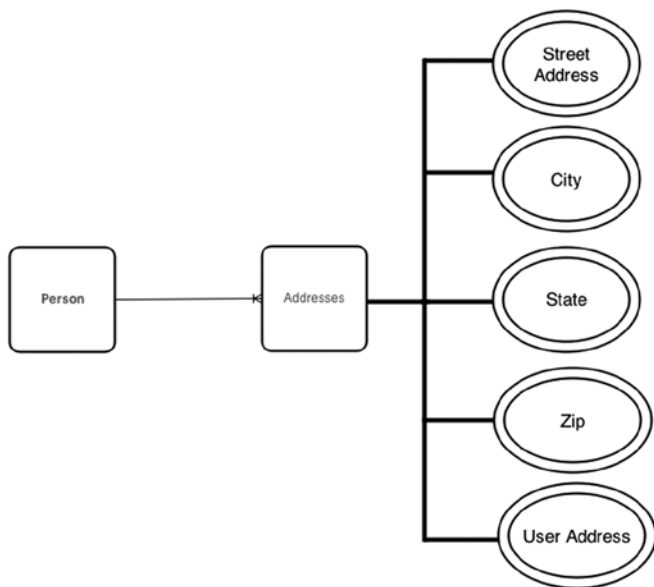 Street
Address
City
Person
Addresses
State
Zip
User Address